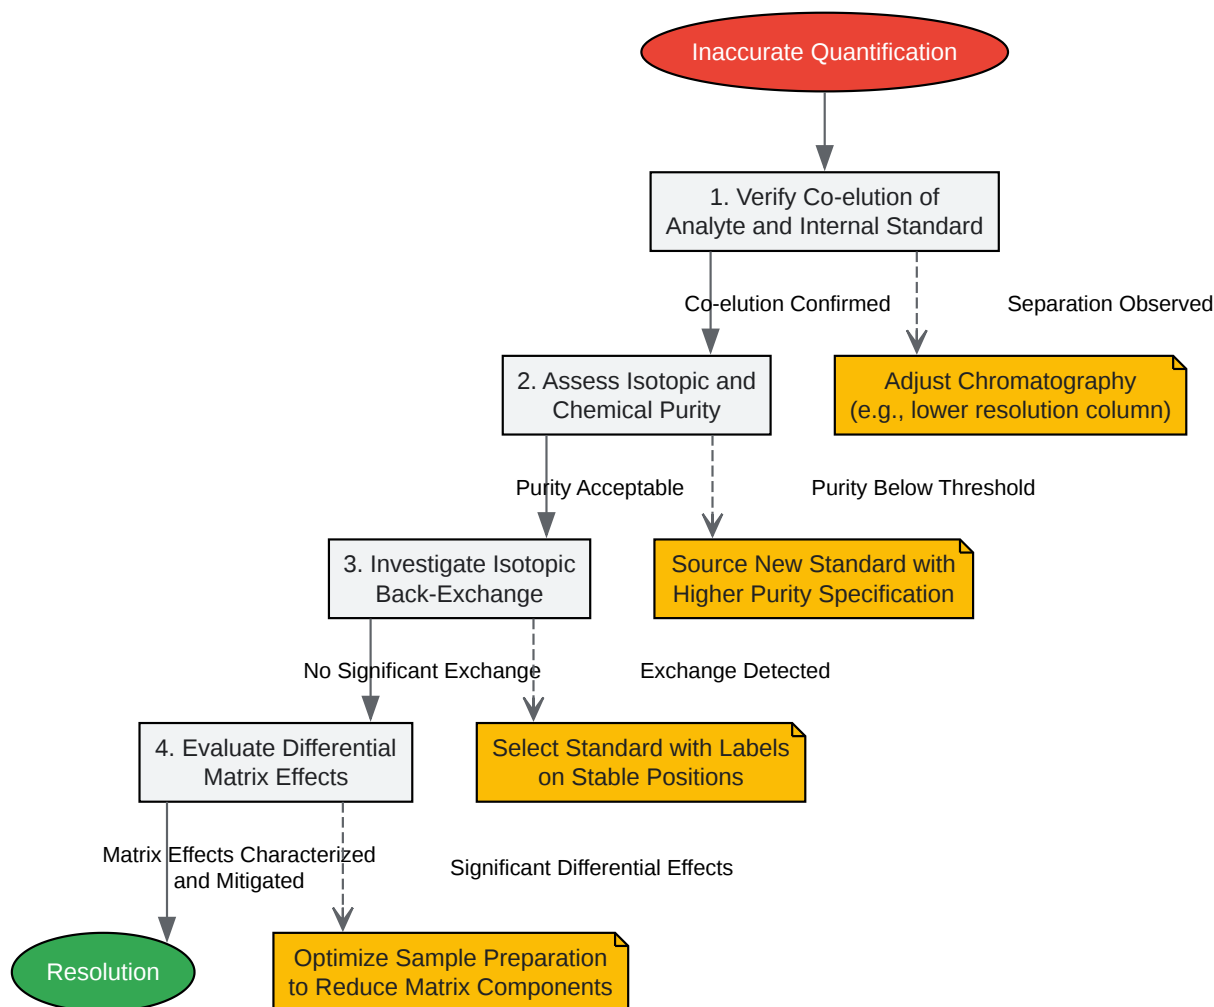 Inaccurate Quantification
1. Verify Co-elution of
Analyte and Internal Standard
Co-elution Confirmed
Separation Observed
2. Assess Isotopic and
Chemical Purity
Adjust Chromatography
(e.g., lower resolution column)
Purity Acceptable
Purity Below Threshold
3. Investigate Isotopic
Back-Exchange
Source New Standard with
Higher Purity Specification
No Significant Exchange
Exchange Detected
4. Evaluate Differential
Matrix Effects
Select Standard with Labels
on Stable Positions
Matrix Effects Characterized
and Mitigated
Significant Differential Effects
Resolution
Optimize Sample Preparation
to Reduce Matrix Components